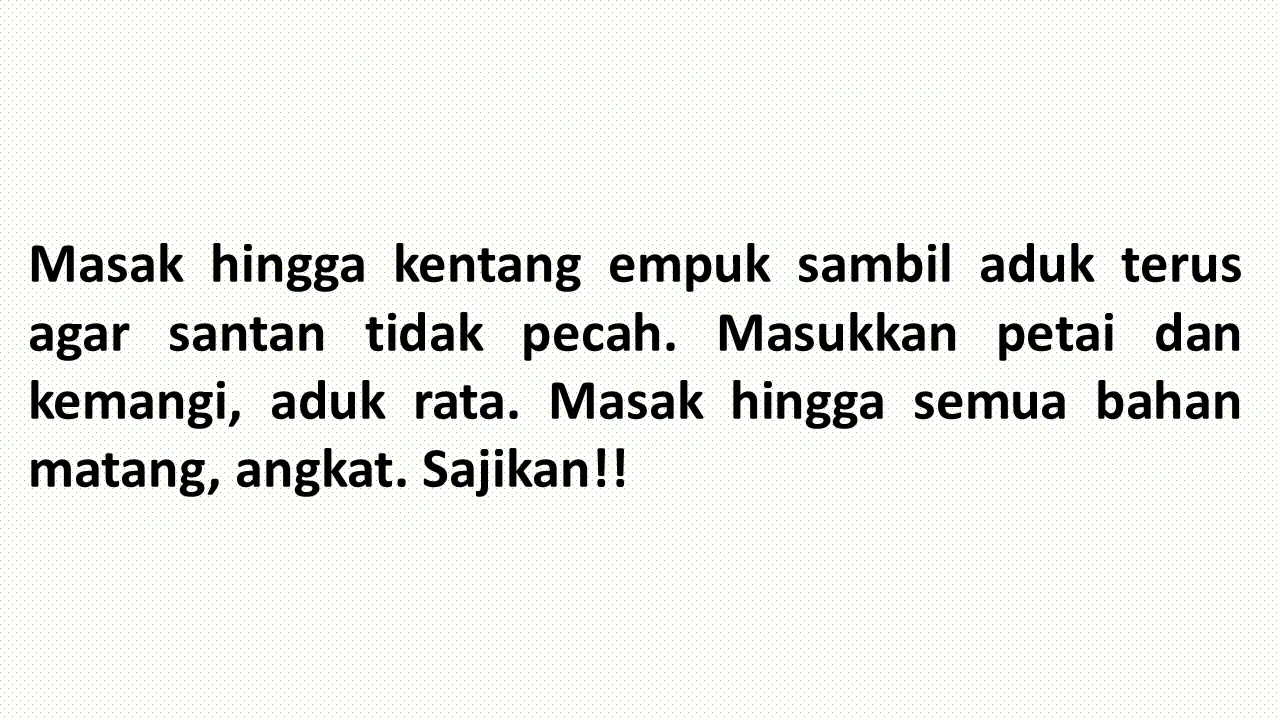 Masak hingga kentang empuk sambil aduk terus
agar santan tidak pecah. Masukkan petai dan
kemangi, aduk rata. Masak hingga semua bahan
matang, angkat. Sajikan!!